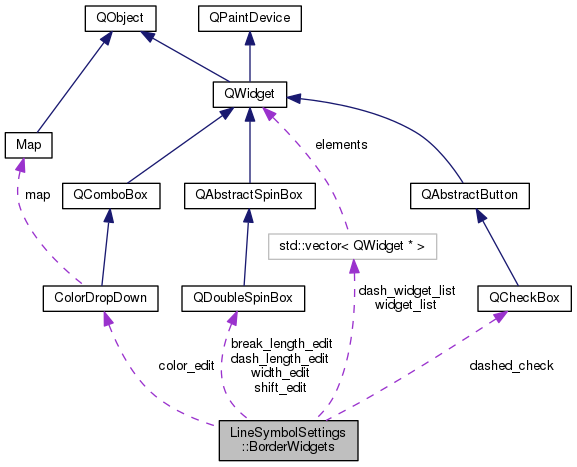 QObject
QPaintDevice
QWidget
Map
elements
map
QComboBox
QAbstractSpinBox
QAbstractButton
std::vector< QWidget * >
ColorDropDown
QDoubleSpinBox
dash_widget_list
widget_list
QCheckBox
color_edit
break_length_edit
dash_length_edit
width_edit
shift_edit
dashed_check
LineSymbolSettings
::BorderWidgets